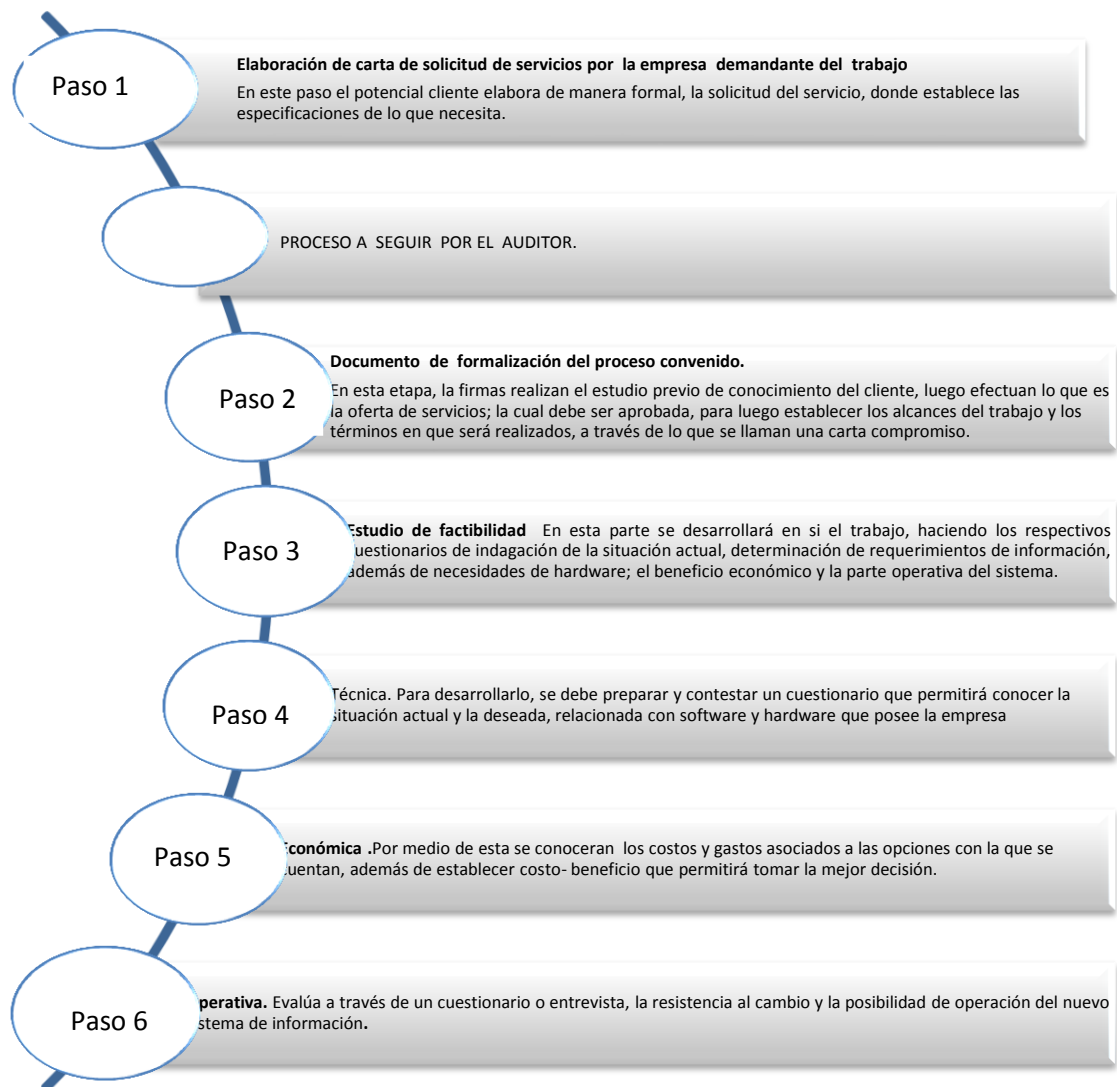 Paso 1
Elaboración de carta de solicitud de servicios por la empresa demandante del trabajo
En este paso el potencial cliente elabora de manera formal, la solicitud del servicio, donde establece las
especificaciones de lo que necesita.
PROCESO A SEGUIR POR EL AUDITOR.
Paso 2
Documento de formalización del proceso convenido.
En esta etapa, la firmas realizan el estudio previo de conocimiento del cliente, luego efectuan lo que es
la oferta de servicios; la cual debe ser aprobada, para luego establecer los alcances del trabajo y los
términos en que será realizados, a través de lo que se llaman una carta compromiso.
Paso 3
Estudio de factibilidad En esta parte se desarrollará en si el trabajo, haciendo los respectivos
cuestionarios de indagación de la situación actual, determinación de requerimientos de información,
además de necesidades de hardware; el beneficio económico y la parte operativa del sistema.
Paso 4
Técnica. Para desarrollarlo, se debe preparar y contestar un cuestionario que permitirá conocer la
situación actual y la deseada, relacionada con software y hardware que posee la empresa
Paso 5
Económica .Por medio de esta se conoceran los costos y gastos asociados a las opciones con la que se
cuentan, además de establecer costo- beneficio que permitirá tomar la mejor decisión.
Paso 6
perativa. Evalúa a través de un cuestionario o entrevista, la resistencia al cambio y la posibilidad de operación del nuevo
stema de información.